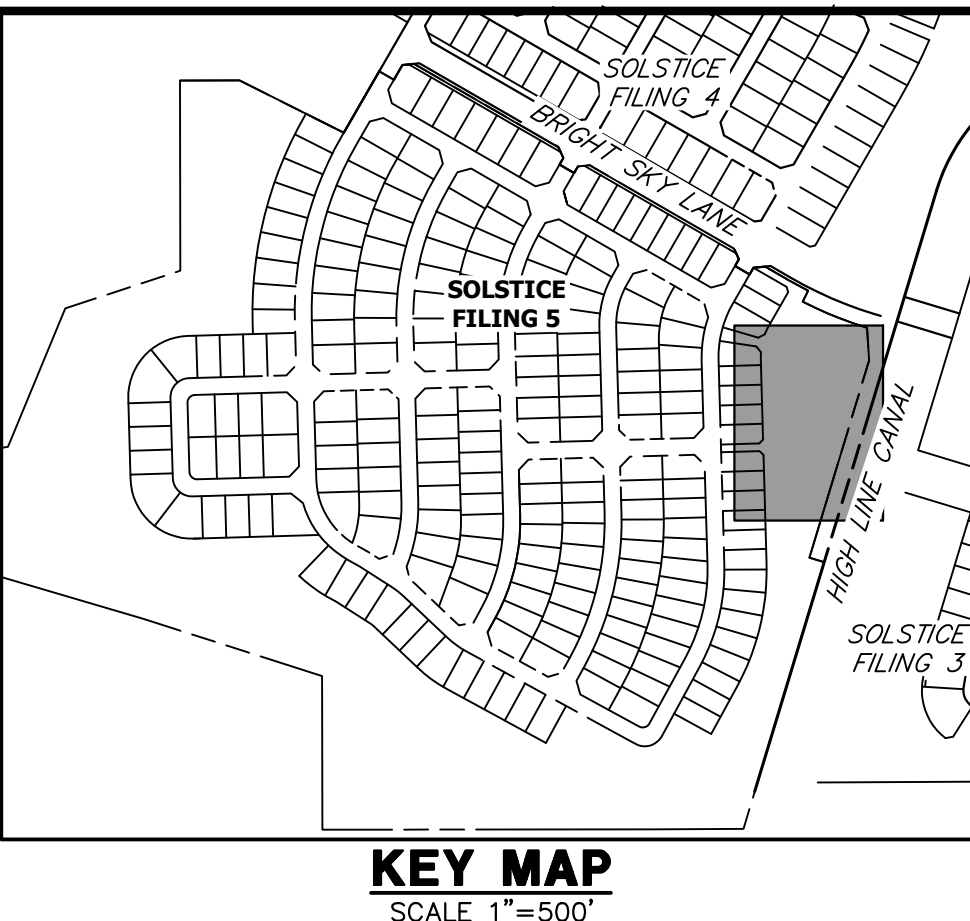 SOLSTICE
FILING 4
BRIGHT SKY LANE
SOLSTICE
FILING 5
HIGH LINE CANAL
SOLSTICE
FILING 3
KEY MAP
SCALE 1"=500'